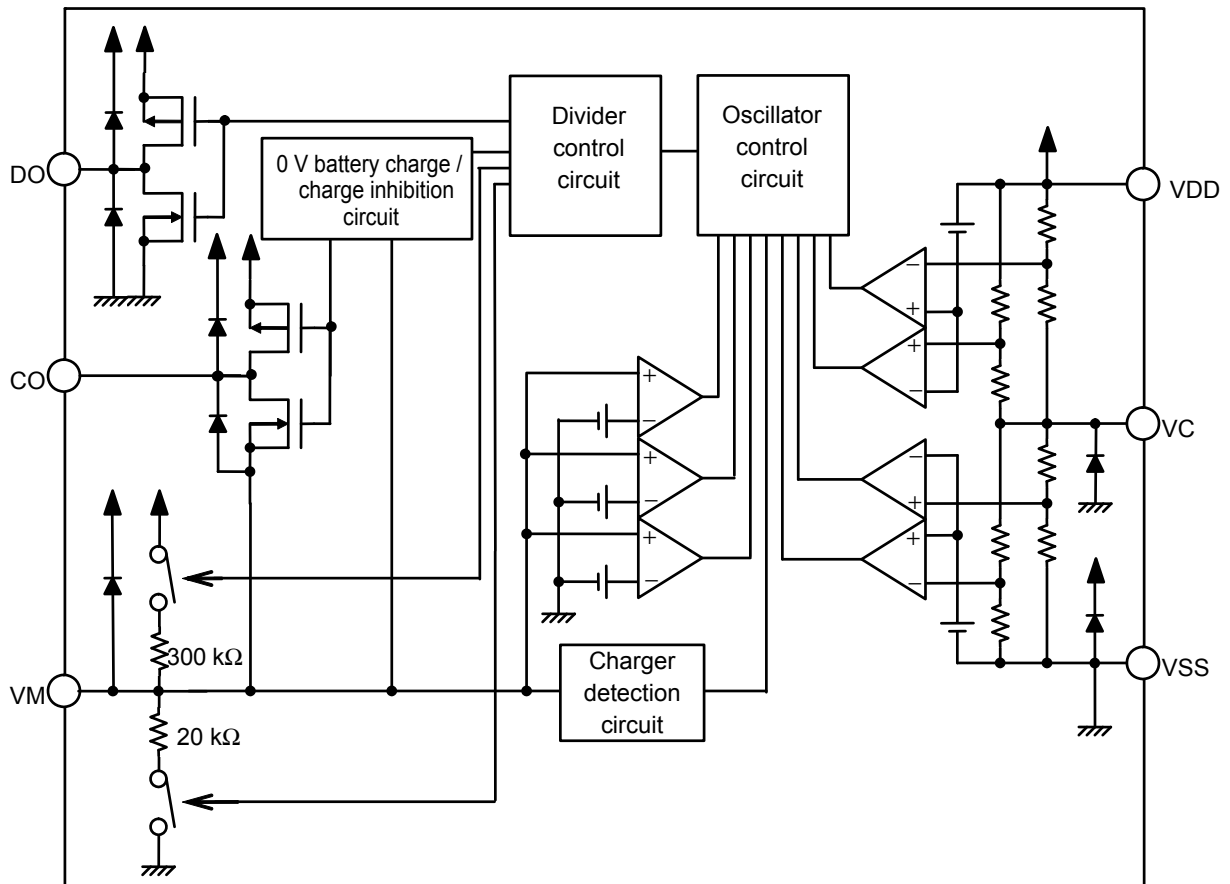 Divider
control
circuit
Oscillator
control
circuit
0 V battery charge /
charge inhibition
circuit
DO
VDD
−
+
+
−
CO
+
−
VC
+
−
−
+
+
−
+
−
300 kΩ
Charger
detection
circuit
VM
VSS
20 kΩ